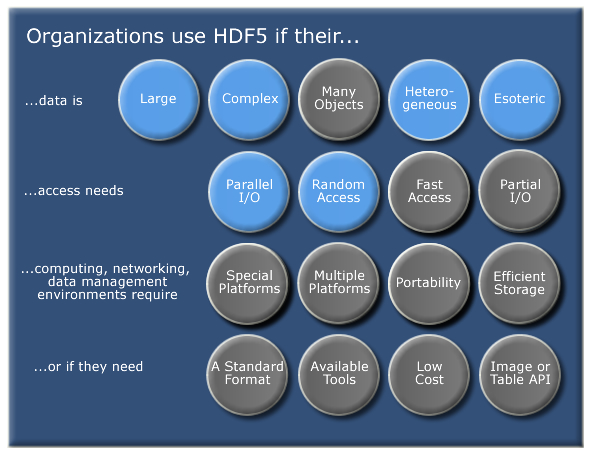 Organizations use HDF5 if their...
...data is
Large
Complex
Many
Objects
Hetero-
geneous
Esoteric
...access needs
Parallel
I/O
Random
Access
Fast
Access
Partial
I/O
...computing, networking,
data management
environments require
Special
Platforms
Multiple
Platforms
Portability
Efficient
Storage
...or if they need
A Standard
Format
Available
Tools
Low
Cost
Image or
Table API